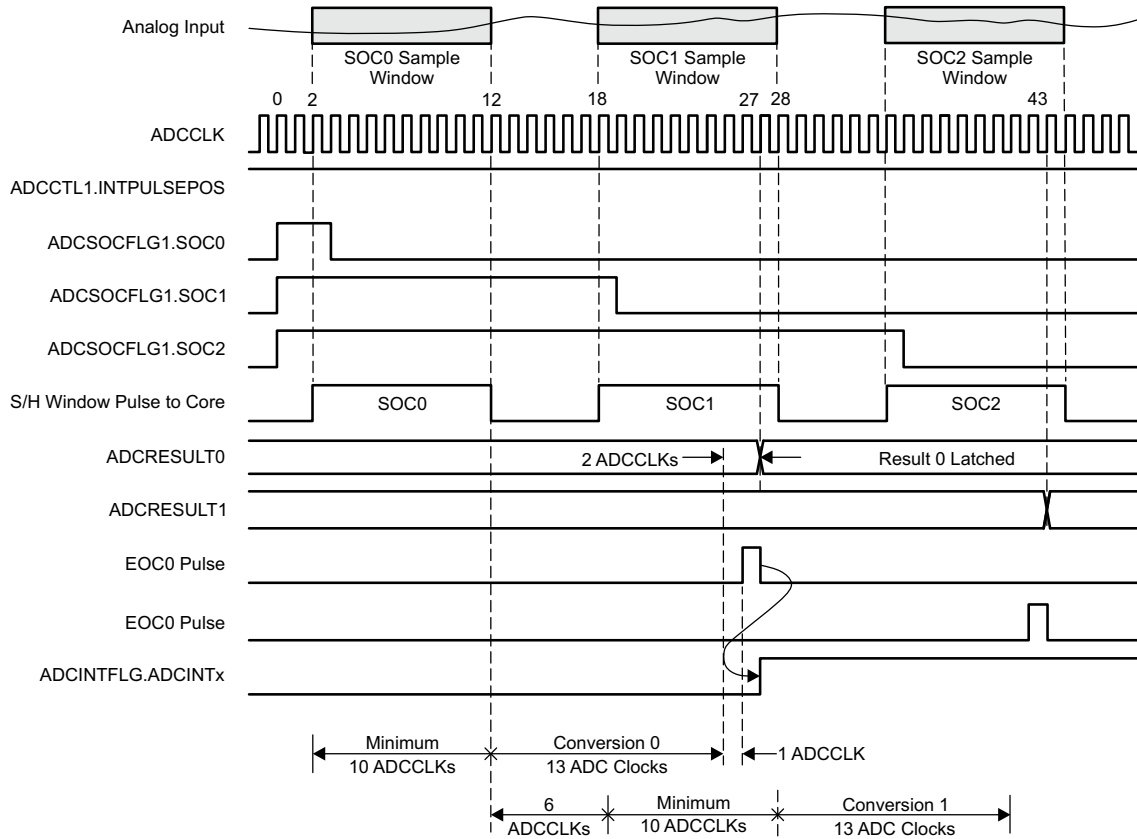 Analog Input
SOC0 Sample
Window
SOC1 Sample
Window
SOC2 Sample
Window
0 2 12 18 27 28 43
ADCCLK
ADCCTL1.INTPULSEPOS
ADCSOCFLG1.SOC0
ADCSOCFLG1.SOC1
ADCSOCFLG1.SOC2
S/H Window Pulse to Core
SOC0
SOC1
SOC2
ADCRESULT0
2 ADCCLKs
Result 0 Latched
ADCRESULT1
EOC0 Pulse
EOC0 Pulse
ADCINTFLG.ADCINTx
Minimum
10 ADCCLKs
Conversion 0
13 ADC Clocks
1 ADCCLK
6
ADCCLKs
Minimum
10 ADCCLKs
Conversion 1
13 ADC Clocks